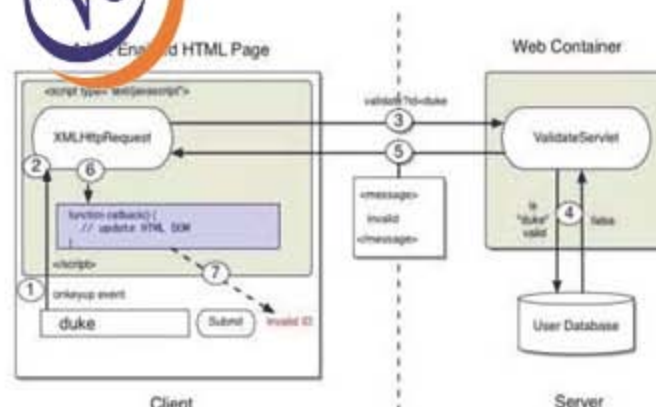 Enabled HTML Page
Web Container
<script type="text/javascript">
validate?id=duke
3
XMLHttpRequest
ValidateServlet
2
6
5
<message>
invalid
</message>
function callback() {
// update HTML DOM
}
is
"duke"
valid
4
false
</script>
7
1
onkeyup event
duke
Submit
Invalid ID
User Database
Client
Server